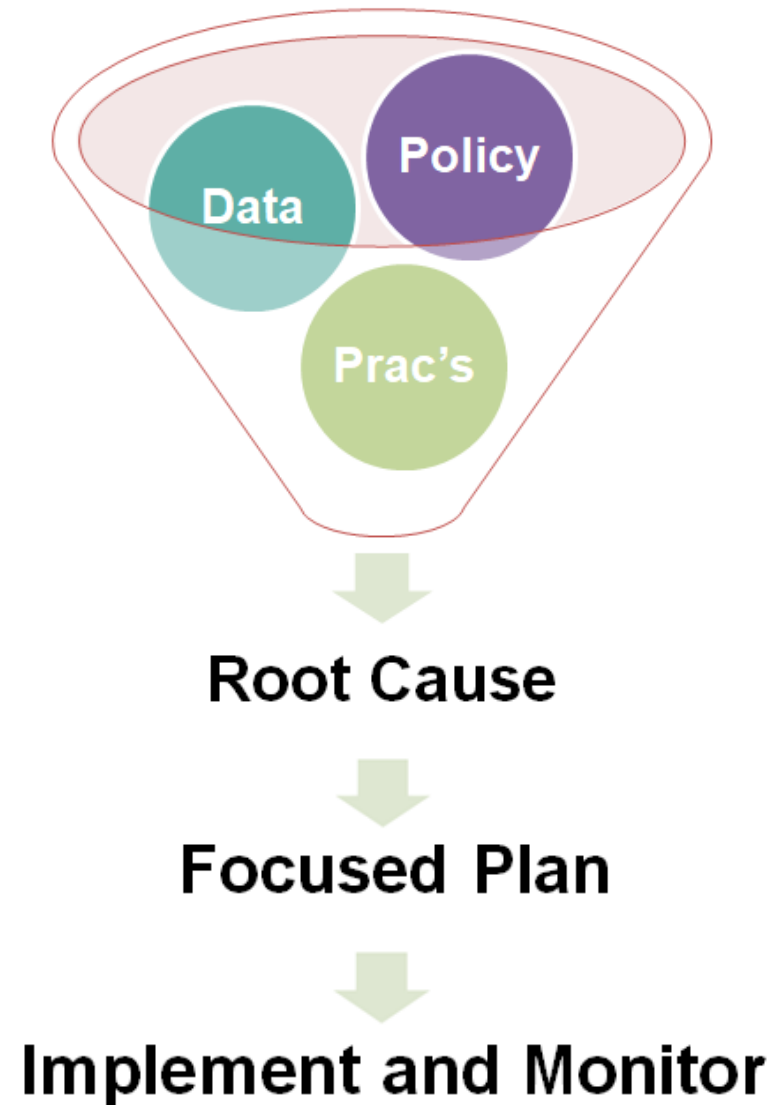 Policy
Data
Prac’s
Root Cause
Focused Plan
Implement and Monitor